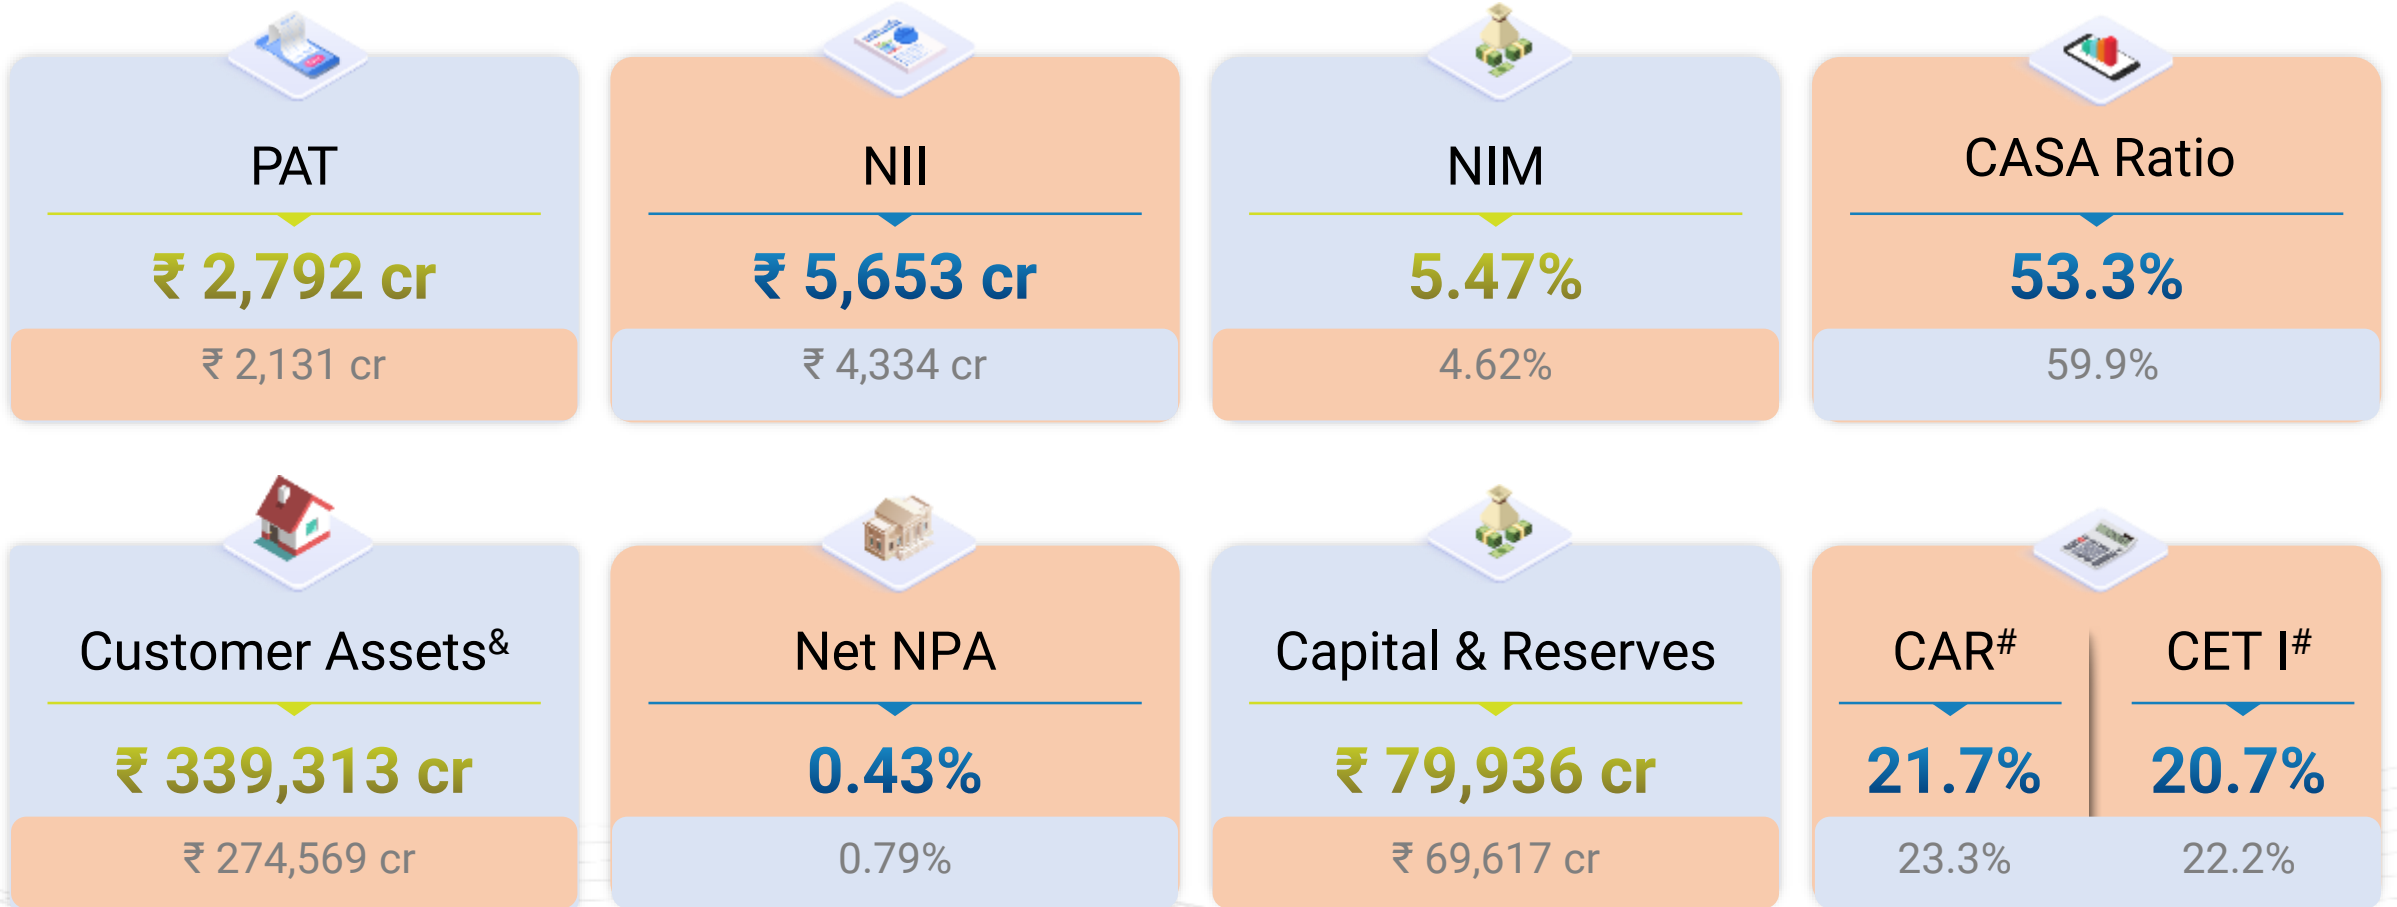 PAT
₹ 2,792 cr
₹ 2,131 cr
NII
₹ 5,653 cr
₹ 4,334 cr
NIM
5.47%
4.62%
CASA Ratio
53.3%
59.9%
Customer Assets&
₹ 339,313 cr
₹ 274,569 cr
Net NPA
0.43%
0.79%
Capital & Reserves
₹ 79,936 cr
₹ 69,617 cr
CAR# CET I#
21.7% 20.7%
23.3% 22.2%